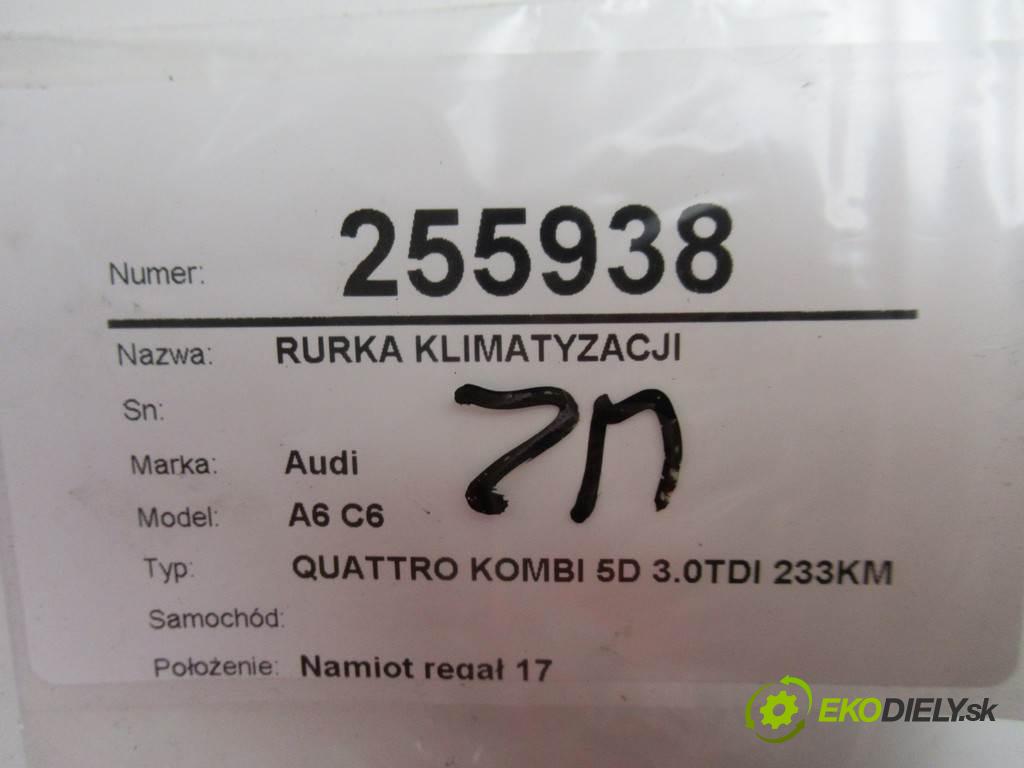 Numer: 255938
Nazwa: RURKA KLIMATYZACJI
Sn:
Marka: Audi
Model: A6 C6
Typ: QUATTRO KOMBI 5D 3.0TDI 233KM
Samochód:
Położenie: Namiot regał 17
EKODIELY.sk